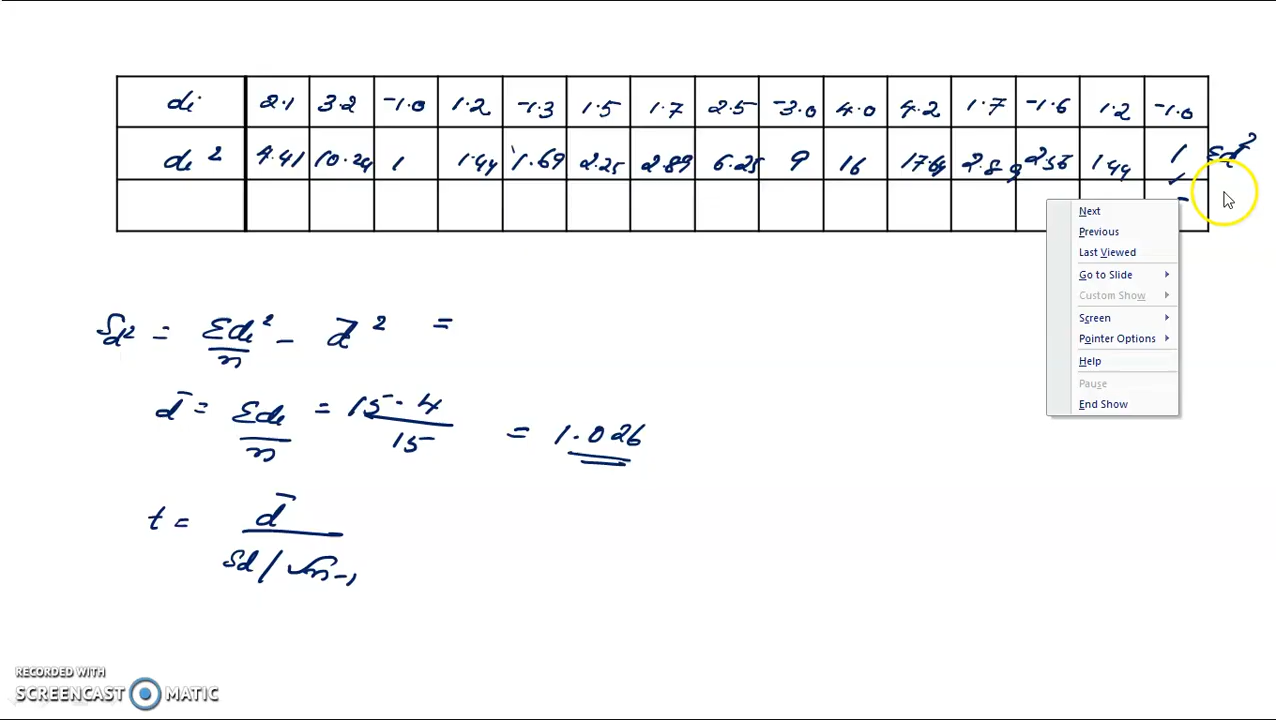 di 2.1 3.2 -1.0 1.2 -1.3 1.5 1.7 2.5 -3.0 4.0 4.2 1.7 -1.6 1.2 -1.0
di² 4.41 10.24 1 1.44 1.69 2.25 2.89 6.25 9 16 17.64 2.89 2.56 1.44 1 Σd²
Next
Previous
Last Viewed
Go to Slide
Custom Show
Screen
Pointer Options
Help
Pause
End Show
Sd² = Σdi²/n - d̄² =
d̄ = Σdi/n = 15.4/15 = 1.026
t = d̄ / Sd/√n-1
RECORDED WITH
SCREENCAST MATIC